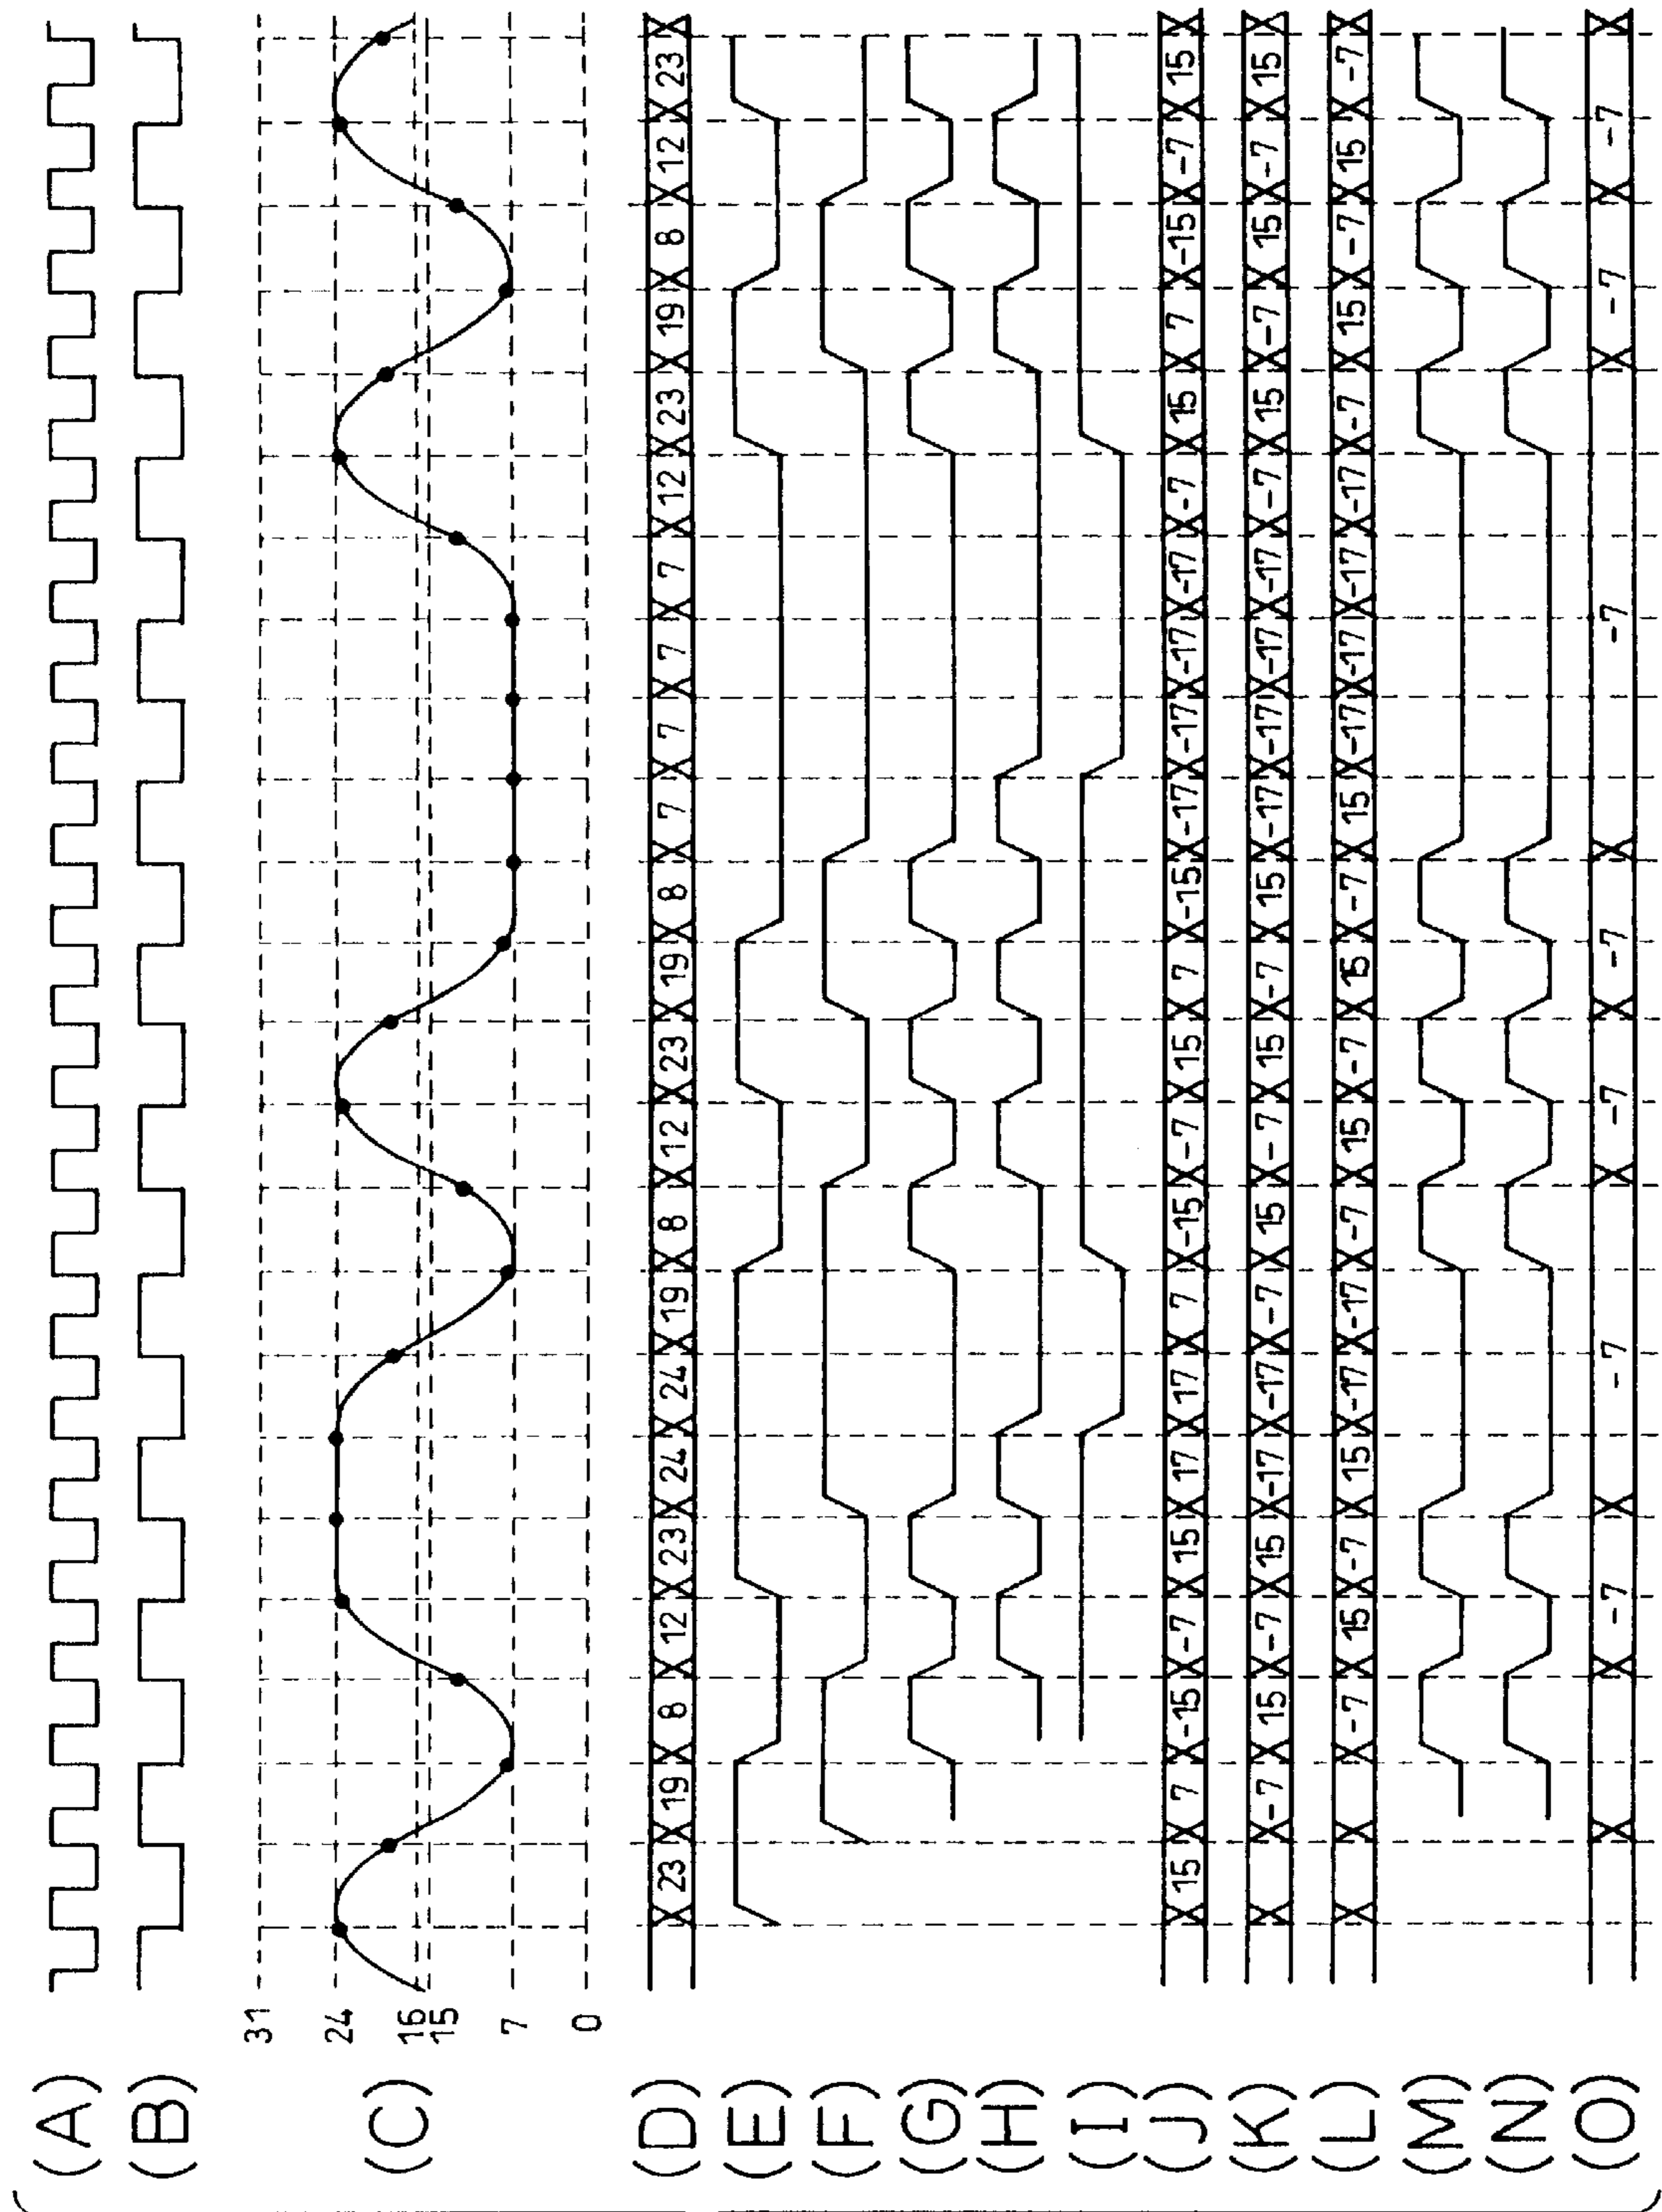 (A)
(B)
(C)
31
24
16
15
7
0
(D) 23 19 8 12 23 24 24 19 8 12 23 19 8 7 7 7 7 12 23 19 8 12 23
(E)
(F)
(G)
(H)
(I)
(J) 15 7 -15 -7 15 17 17 7 -15 -7 15 7 -15 -17 -17 -17 -17 -7 15 7 -15 -7 15
(K) -7 15 -7 15 -17 -17 -7 15 -7 15 -7 15 -17 -17 -17 -17 -7 15 -7 15 -7 15
(L) -7 15 -7 15 -17 -17 -7 15 -7 15 -7 15 -17 -17 -17 -17 -7 15 -7 15 -7
(M)
(N)
(O) -7 -7 -7 -7 -7 -7 -7